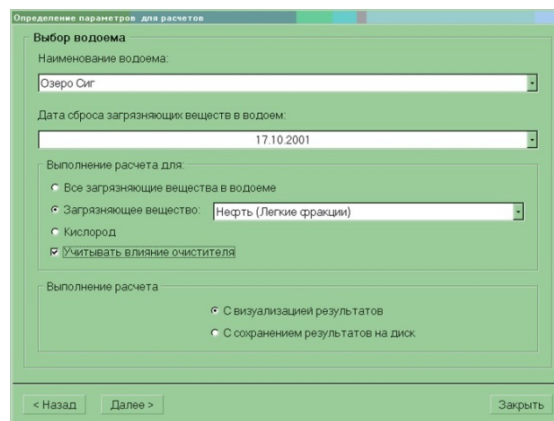 Определение параметров для расчетов
Выбор водоема
Наименование водоема:
Озеро Сиг
Дата сброса загрязняющих веществ в водоем:
17.10.2001
Выполнение расчета для:
Все загрязняющие вещества в водоеме
Загрязняющее вещество: Нефть (Легкие фракции)
Кислород
Учитывать влияние очистителя
Выполнение расчета
С визуализацией результатов
С сохранением результатов на диск
< Назад Далее > Закрыть